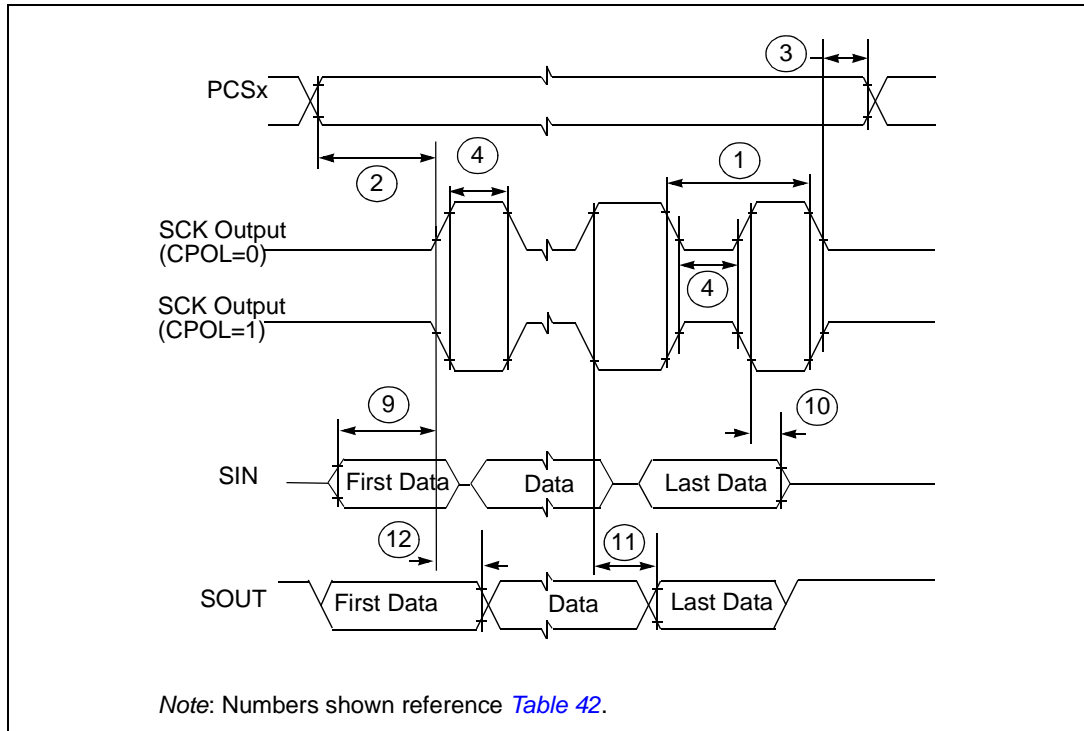 3
PCSx
2
4
1
SCK Output
(CPOL=0)
4
SCK Output
(CPOL=1)
9
10
SIN
First Data
Data
Last Data
12
11
SOUT
First Data
Data
Last Data
Note: Numbers shown reference Table 42.